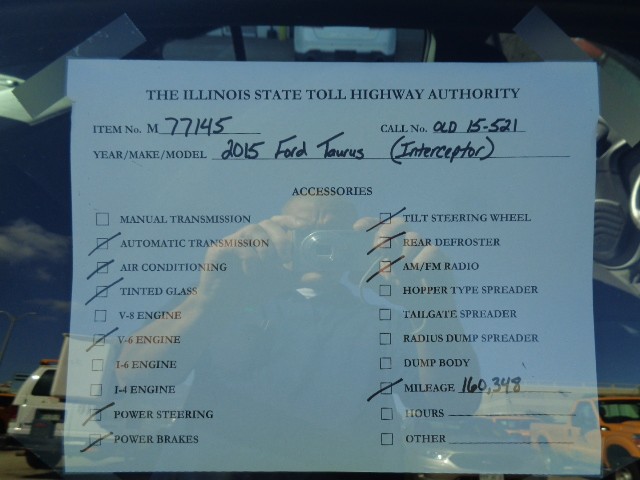 THE ILLINOIS STATE TOLL HIGHWAY AUTHORITY
ITEM NO. M 77145 CALL NO. OLD 15-521
YEAR/MAKE/MODEL 2015 Ford Taurus (Interceptor)
ACCESSORIES
MANUAL TRANSMISSION
AUTOMATIC TRANSMISSION
AIR CONDITIONING
TINTED GLASS
V-8 ENGINE
V-6 ENGINE
I-6 ENGINE
I-4 ENGINE
POWER STEERING
POWER BRAKES
TILT STEERING WHEEL
REAR DEFROSTER
AM/FM RADIO
HOPPER TYPE SPREADER
TAILGATE SPREADER
RADIUS DUMP SPREADER
DUMP BODY
MILEAGE 160,348
HOURS
OTHER